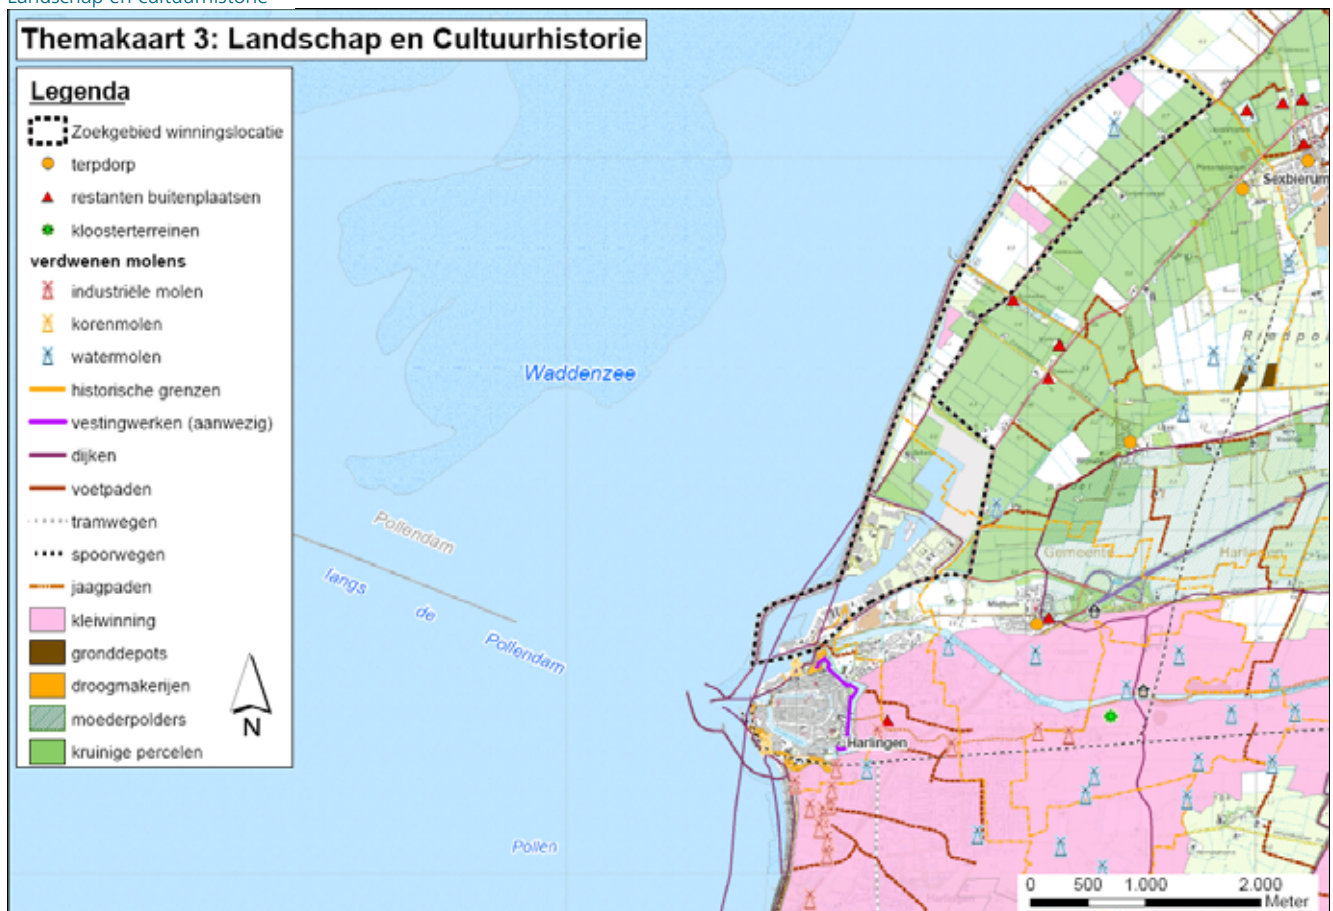 Landschap en Cultuurhistorie
Themakaart 3: Landschap en Cultuurhistorie
Legenda
Zoekgebied winningslocatie
terpdorp
restanten buitenplaatsen
kloosterterreinen
verdwenen molens
industriële molen
korenmolen
watermolen
historische grenzen
vestingwerken (aanwezig)
dijken
voetpaden
tramwegen
spoorwegen
jaagpaden
kleiwinning
gronddepots
droogmakerijen
moederpolders
kruinige percelen
N
Sexbierum
Waddenzee
Pollendam
langs de Pollendam
Gemeente Harlingen
Harlingen
Pollen
0 500 1.000 2.000
Meter